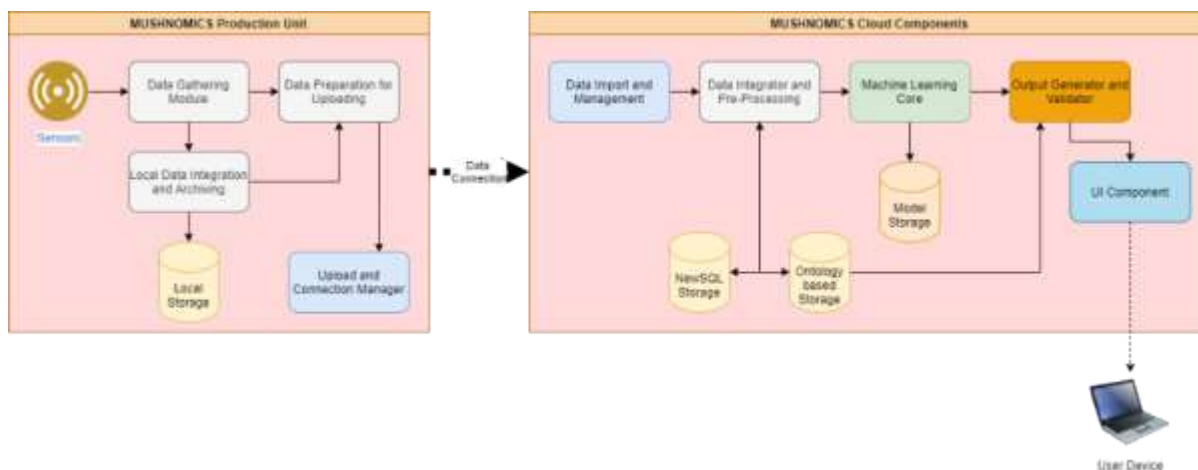 MUSHNOMICS Production Unit
Sensors
Data Gathering
Module
Data Preparation for
Uploading
Local Data Integration
and Archiving
Local
Storage
Upload and
Connection Manager
Data
Connection
MUSHNOMICS Cloud Components
Data Import and
Management
Data Integrator and
Pre-Processing
Machine Learning
Core
Output Generator and
Validator
Model
Storage
UI Component
NewSQL
Storage
Ontology
based
Storage
User Device